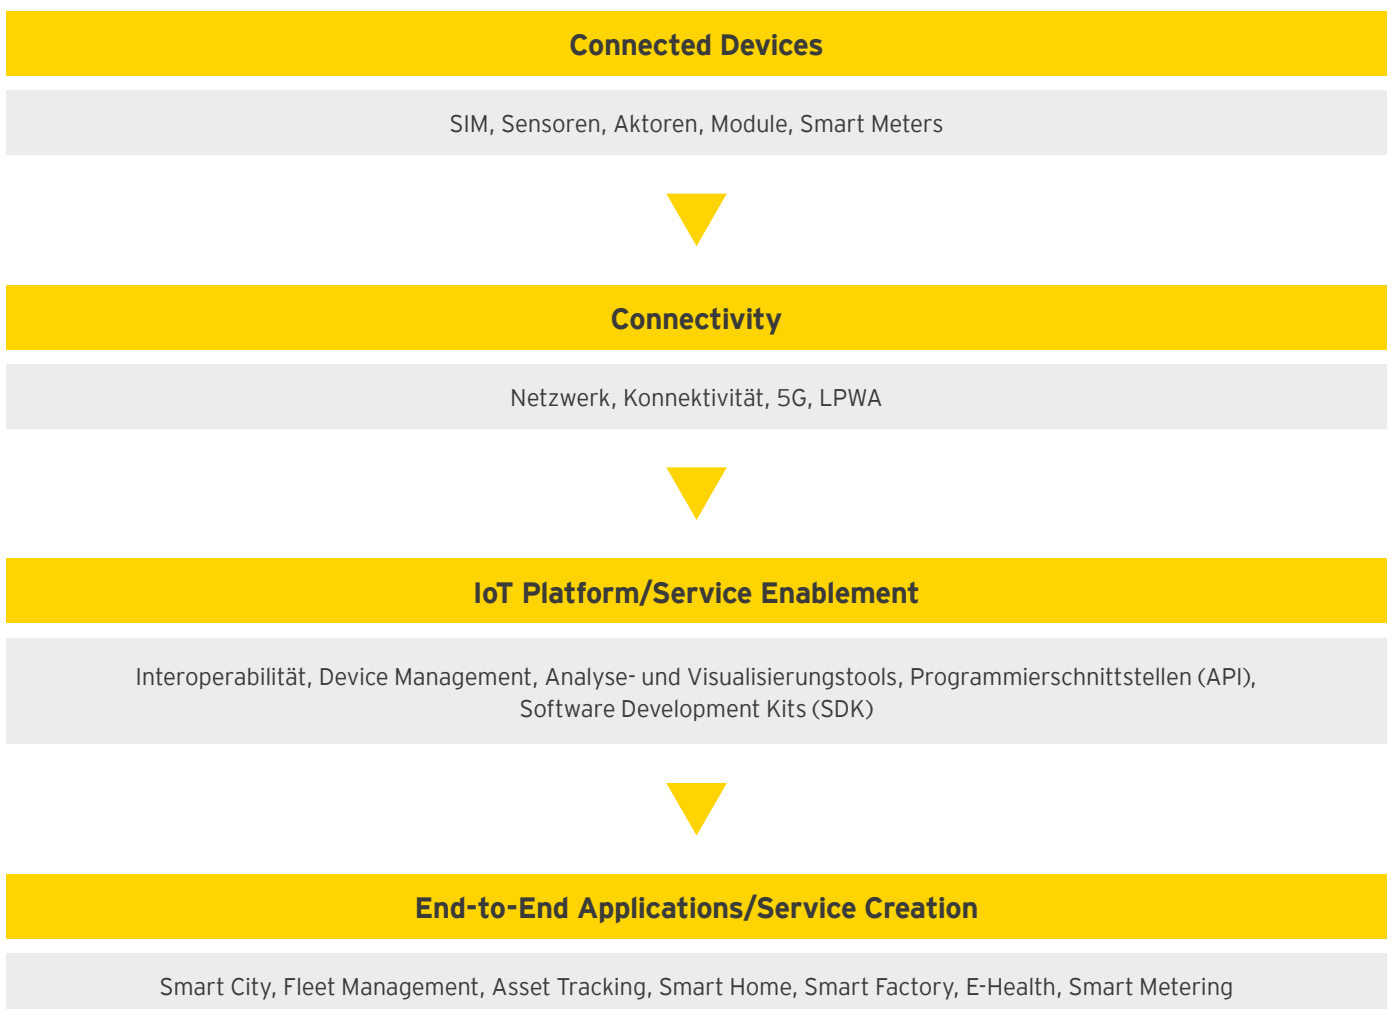 Connected Devices
SIM, Sensoren, Aktoren, Module, Smart Meters
Connectivity
Netzwerk, Konnektivität, 5G, LPWA
IoT Platform/Service Enablement
Interoperabilität, Device Management, Analyse- und Visualisierungstools, Programmierschnittstellen (API),
Software Development Kits (SDK)
End-to-End Applications/Service Creation
Smart City, Fleet Management, Asset Tracking, Smart Home, Smart Factory, E-Health, Smart Metering